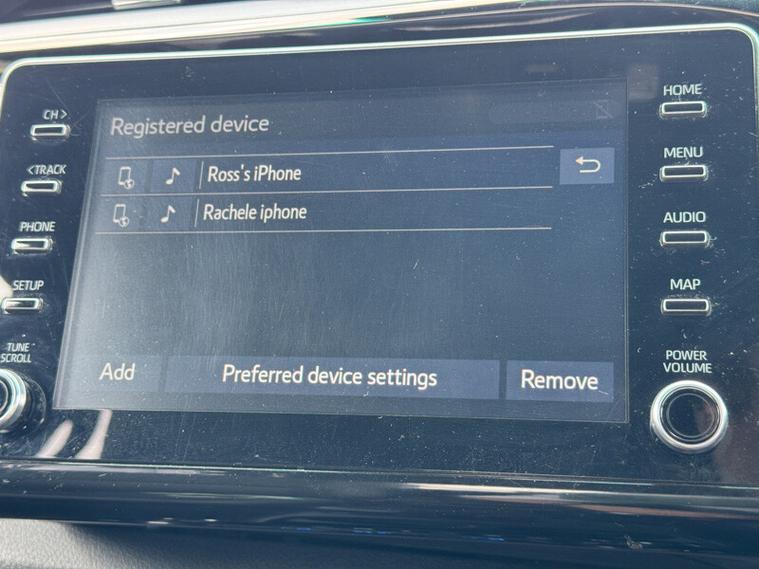 CH >
< TRACK
PHONE
SETUP
TUNE
SCROLL
Registered device
Ross's iPhone
Rachele iphone
Add
Preferred device settings
Remove
HOME
MENU
AUDIO
MAP
POWER
VOLUME